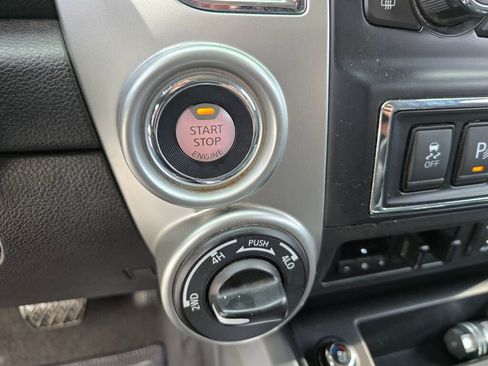 START
STOP
ENGINE
OFF
P
PUSH
4H
4LO
2WD